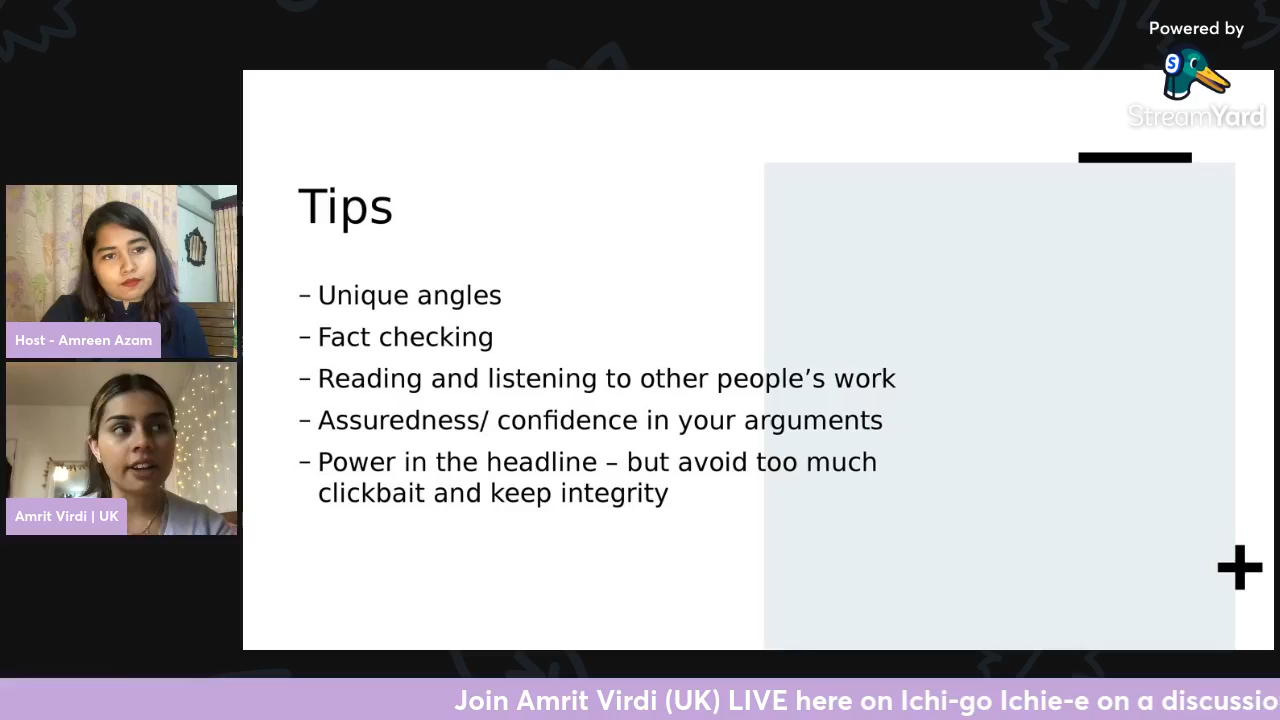 Powered by
S
StreamYard
Tips
– Unique angles
– Fact checking
– Reading and listening to other people’s work
– Assuredness/ confidence in your arguments
– Power in the headline – but avoid too much
clickbait and keep integrity
Host - Amreen Azam
Amrit Virdi | UK
Join Amrit Virdi (UK) LIVE here on Ichi-go Ichie-e on a discussio